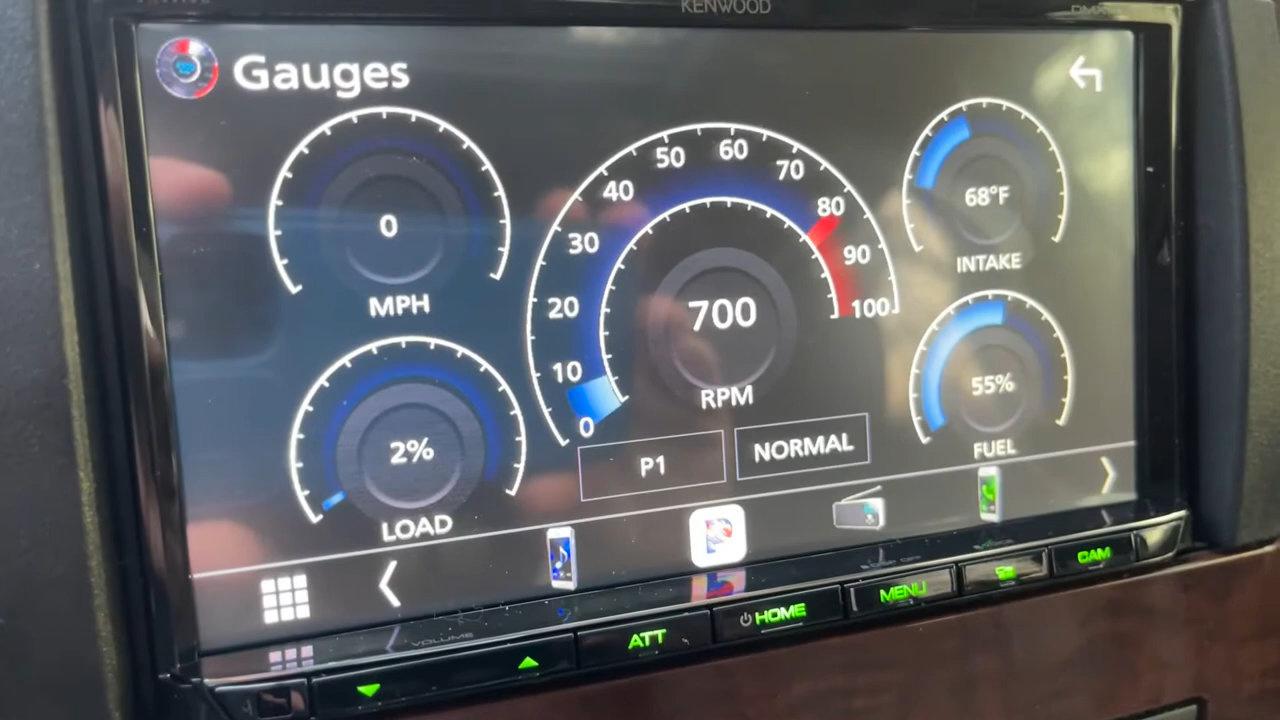 KENWOOD
DMX
Gauges
0
MPH
2%
LOAD
0
10
20
30
40
50
60
70
80
90
100
700
RPM
P1
NORMAL
68°F
INTAKE
55%
FUEL
VOLUME
ATT
HOME
MENU
CAM